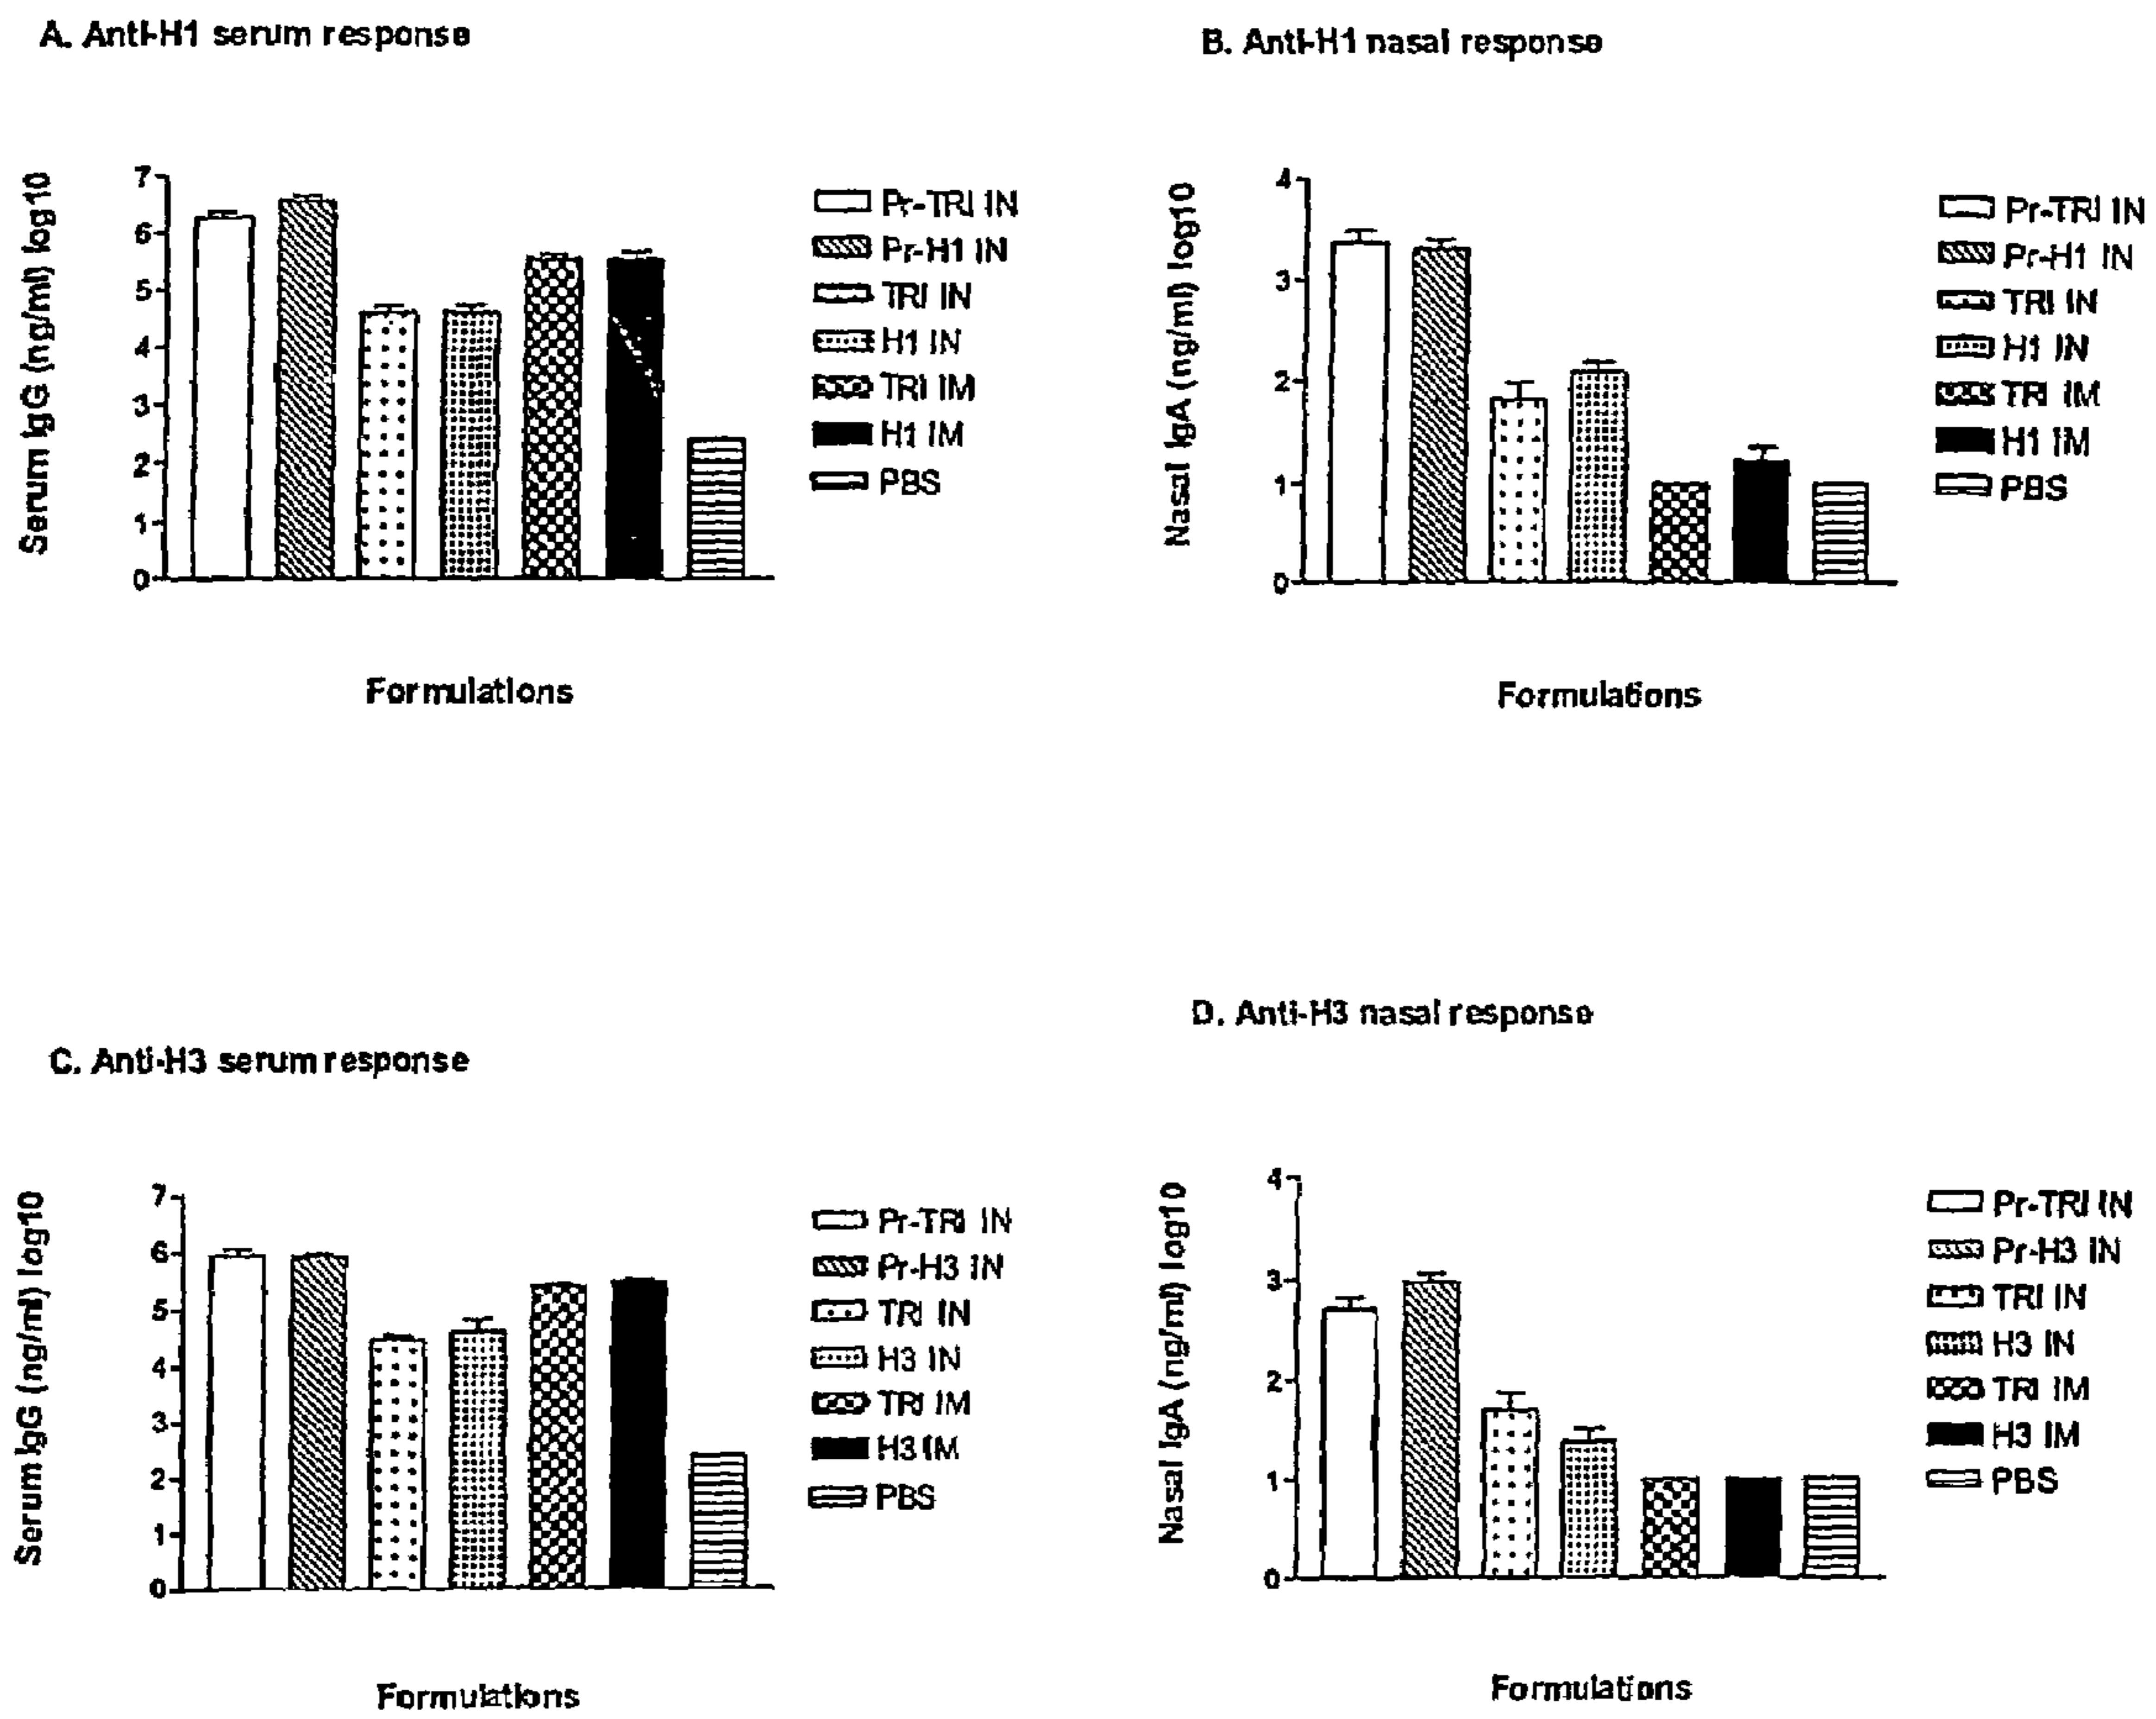 A. Anti-H1 serum response
Serum IgG (ng/ml) log10
7
6
5
4
3
2
1
0
Pr-TRI IN
Pr-H1 IN
TRI IN
H1 IN
TRI IM
H1 IM
PBS
Formulations
B. Anti-H1 nasal response
Nasal IgA (ng/ml) log10
4
3
2
1
0
Pr-TRI IN
Pr-H1 IN
TRI IN
H1 IN
TRI IM
H1 IM
PBS
Formulations
C. Anti-H3 serum response
Serum IgG (ng/ml) log10
7
6
5
4
3
2
1
0
Pr-TRI IN
Pr-H3 IN
TRI IN
H3 IN
TRI IM
H3 IM
PBS
Formulations
D. Anti-H3 nasal response
Nasal IgA (ng/ml) log10
4
3
2
1
0
Pr-TRI IN
Pr-H3 IN
TRI IN
H3 IN
TRI IM
H3 IM
PBS
Formulations